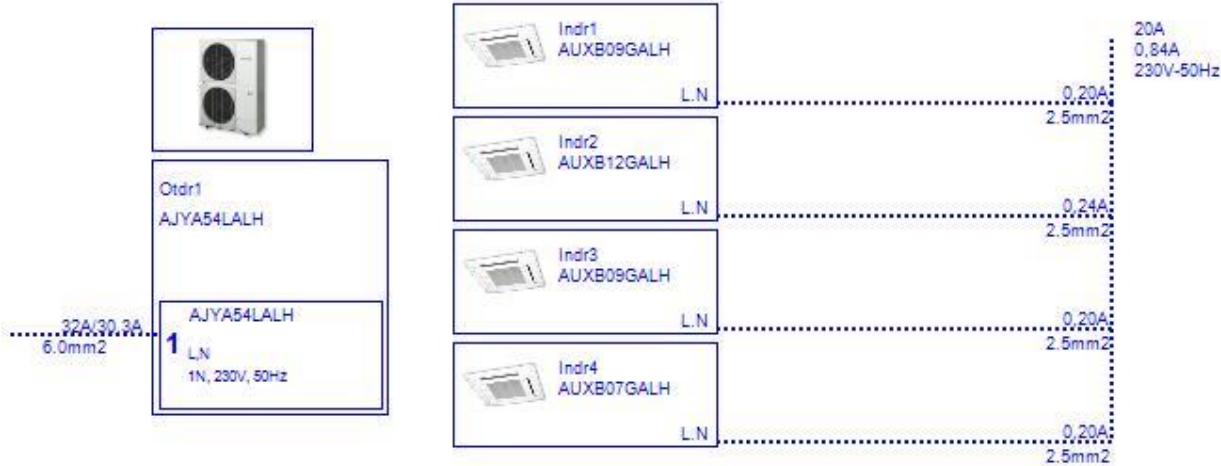 Otdr1
AJYA54LALH
32A/30,3A
6.0mm2
AJYA54LALH
1
L,N
1N, 230V, 50Hz
Indr1
AUXB09GALH
L.N
0,20A
2.5mm2
Indr2
AUXB12GALH
L.N
0,24A
2.5mm2
Indr3
AUXB09GALH
L.N
0,20A
2.5mm2
Indr4
AUXB07GALH
L.N
0,20A
2.5mm2
20A
0,84A
230V-50Hz